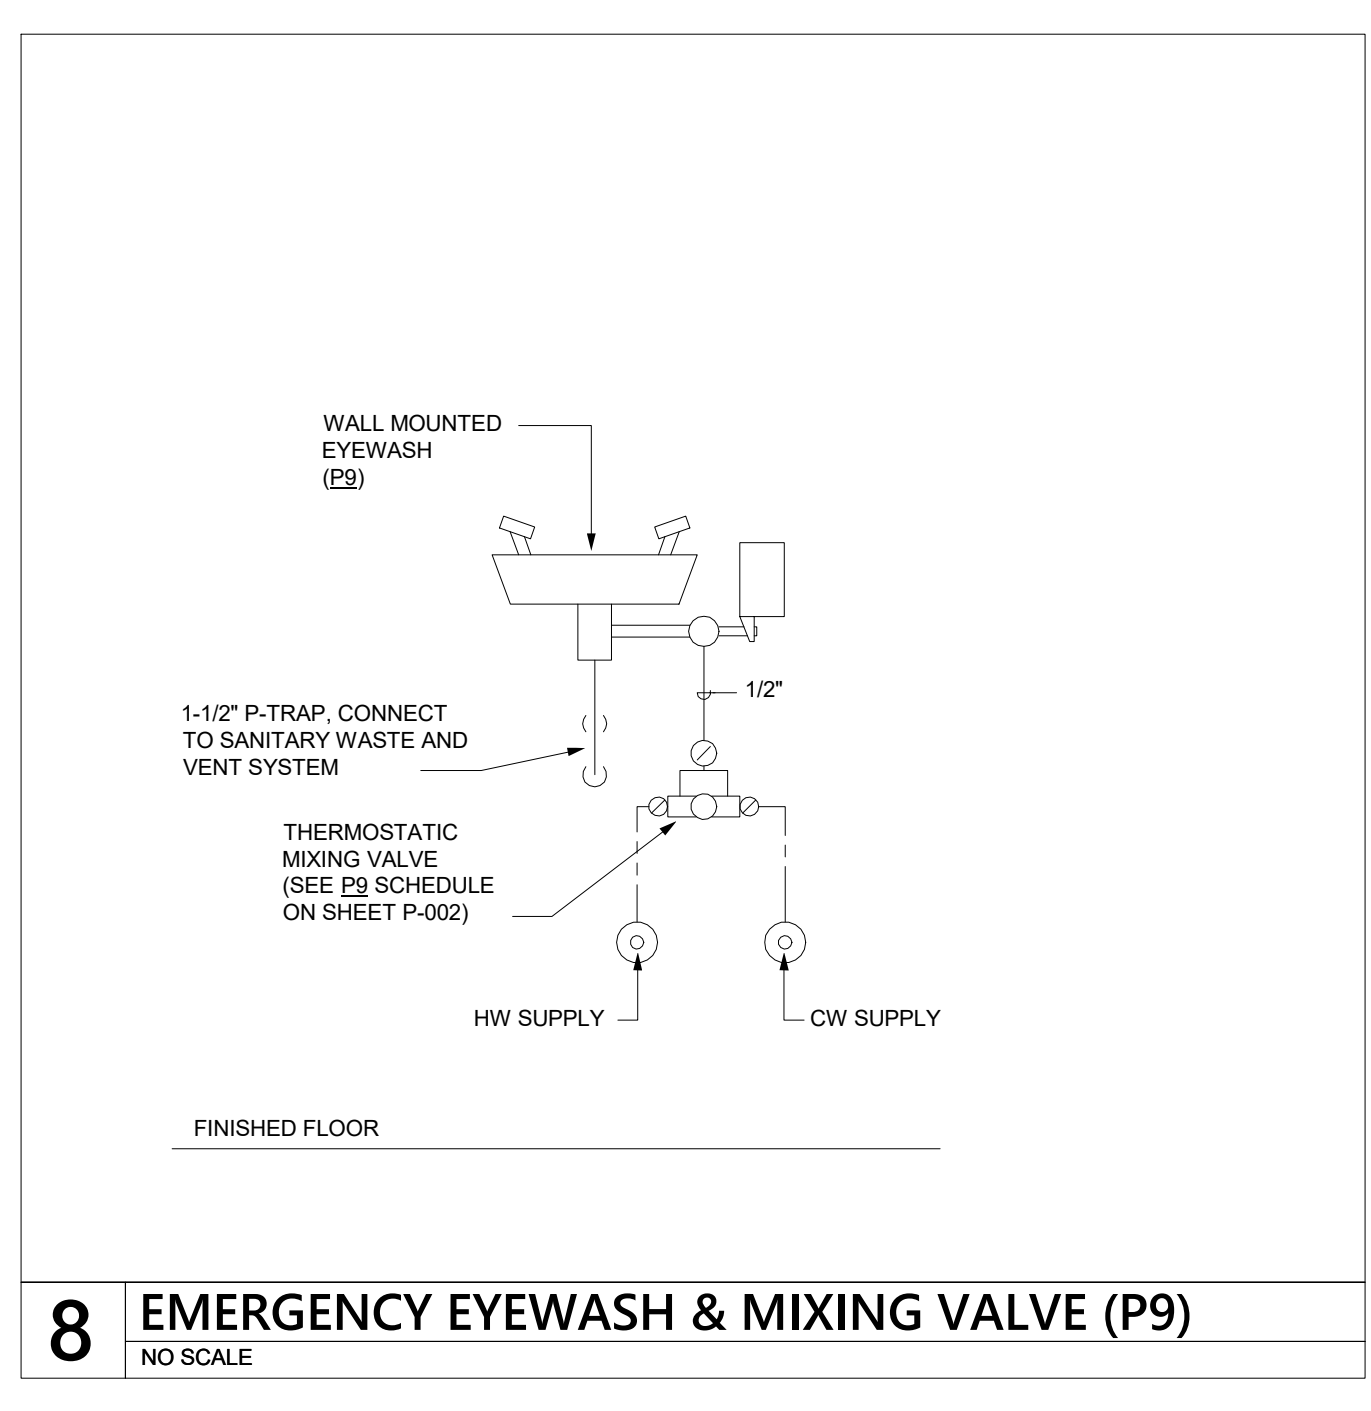 WALL MOUNTED
EYEWASH
(P9)
1/2"
1-1/2" P-TRAP, CONNECT
TO SANITARY WASTE AND
VENT SYSTEM
THERMOSTATIC
MIXING VALVE
(SEE P9 SCHEDULE
ON SHEET P-002)
HW SUPPLY
CW SUPPLY
FINISHED FLOOR
8
EMERGENCY EYEWASH & MIXING VALVE (P9)
NO SCALE